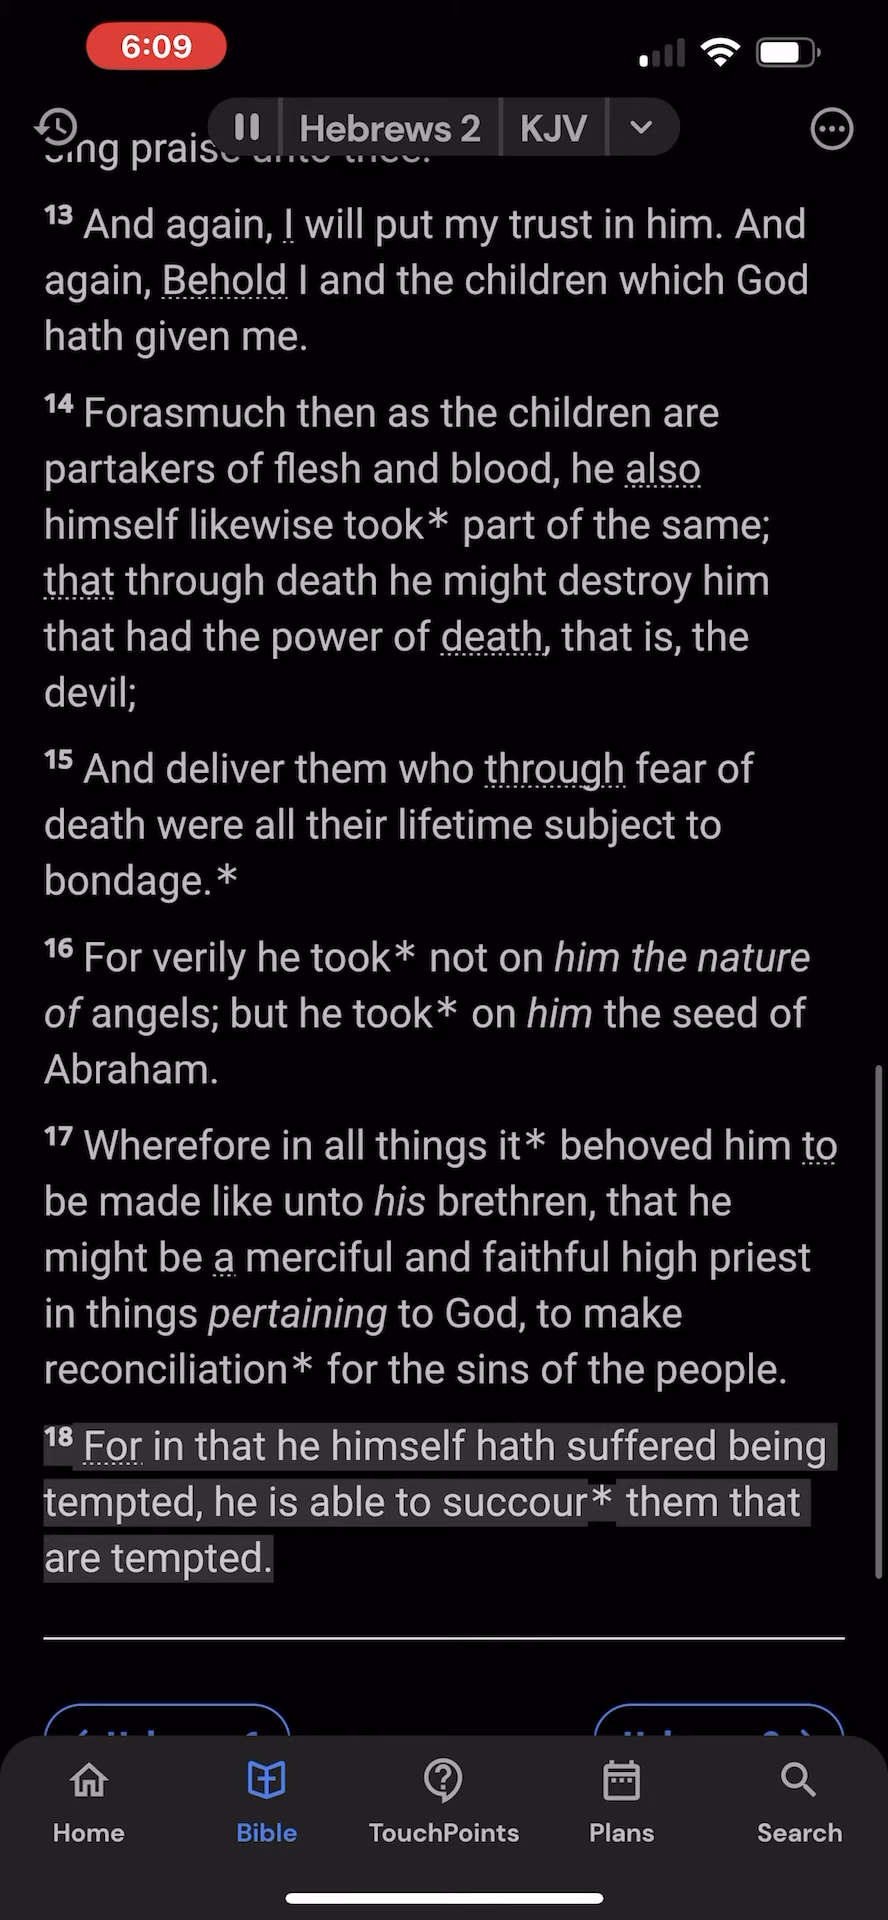 6:09
Hebrews 2 KJV
sing praise unto thee.
13 And again, I will put my trust in him. And
again, Behold I and the children which God
hath given me.
14 Forasmuch then as the children are
partakers of flesh and blood, he also
himself likewise took* part of the same;
that through death he might destroy him
that had the power of death, that is, the
devil;
15 And deliver them who through fear of
death were all their lifetime subject to
bondage.*
16 For verily he took* not on him the nature
of angels; but he took* on him the seed of
Abraham.
17 Wherefore in all things it* behoved him to
be made like unto his brethren, that he
might be a merciful and faithful high priest
in things pertaining to God, to make
reconciliation* for the sins of the people.
18 For in that he himself hath suffered being
tempted, he is able to succour* them that
are tempted.
Home Bible TouchPoints Plans Search